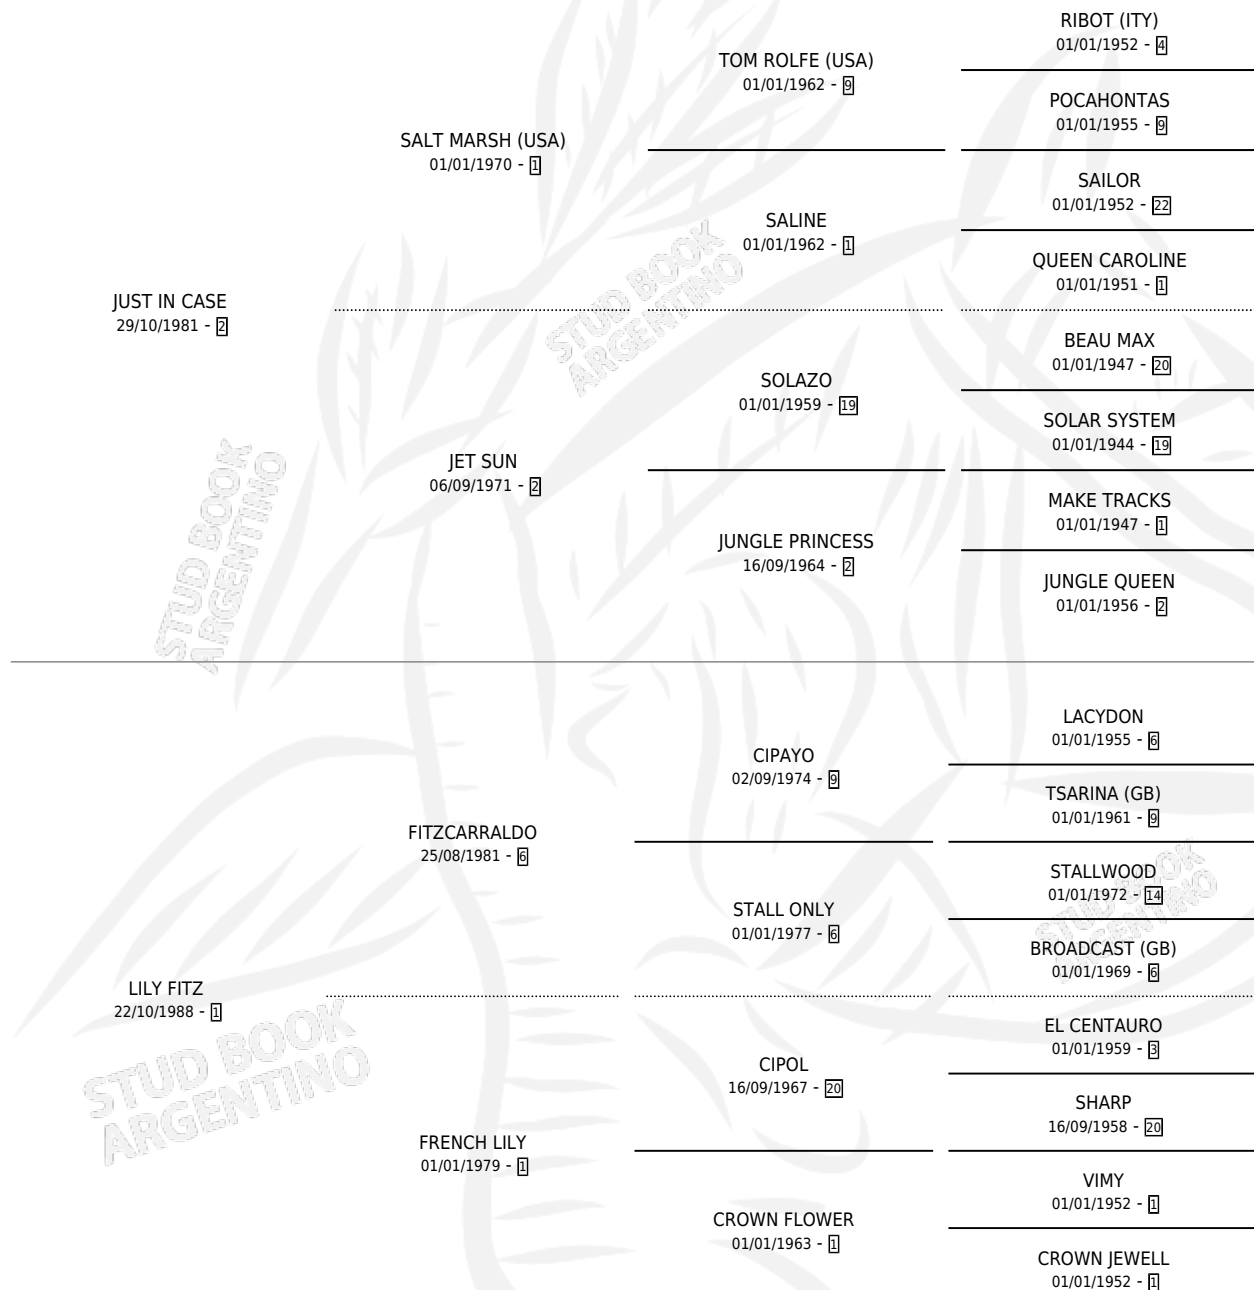 RIBOT (ITY)
01/01/1952 - 4
TOM ROLFE (USA)
01/01/1962 - 9
POCAHONTAS
01/01/1955 - 9
SALT MARSH (USA)
01/01/1970 - 1
SAILOR
01/01/1952 - 22
SALINE
01/01/1962 - 1
QUEEN CAROLINE
01/01/1951 - 1
JUST IN CASE
29/10/1981 - 2
BEAU MAX
01/01/1947 - 20
SOLAZO
01/01/1959 - 19
SOLAR SYSTEM
01/01/1944 - 19
JET SUN
06/09/1971 - 2
MAKE TRACKS
01/01/1947 - 1
JUNGLE PRINCESS
16/09/1964 - 2
JUNGLE QUEEN
01/01/1956 - 2
LACYDON
01/01/1955 - 6
CIPAYO
02/09/1974 - 9
TSARINA (GB)
01/01/1961 - 9
FITZCARRALDO
25/08/1981 - 6
STALLWOOD
01/01/1972 - 14
STALL ONLY
01/01/1977 - 6
BROADCAST (GB)
01/01/1969 - 6
LILY FITZ
22/10/1988 - 1
EL CENTAURO
01/01/1959 - 3
CIPOL
16/09/1967 - 20
SHARP
16/09/1958 - 20
FRENCH LILY
01/01/1979 - 1
VIMY
01/01/1952 - 1
CROWN FLOWER
01/01/1963 - 1
CROWN JEWELL
01/01/1952 - 1
STUD BOOK
ARGENTINO
STUD BOOK
ARGENTINO
STUD BOOK
ARGENTINO
STUD BOOK
ARGENTINO